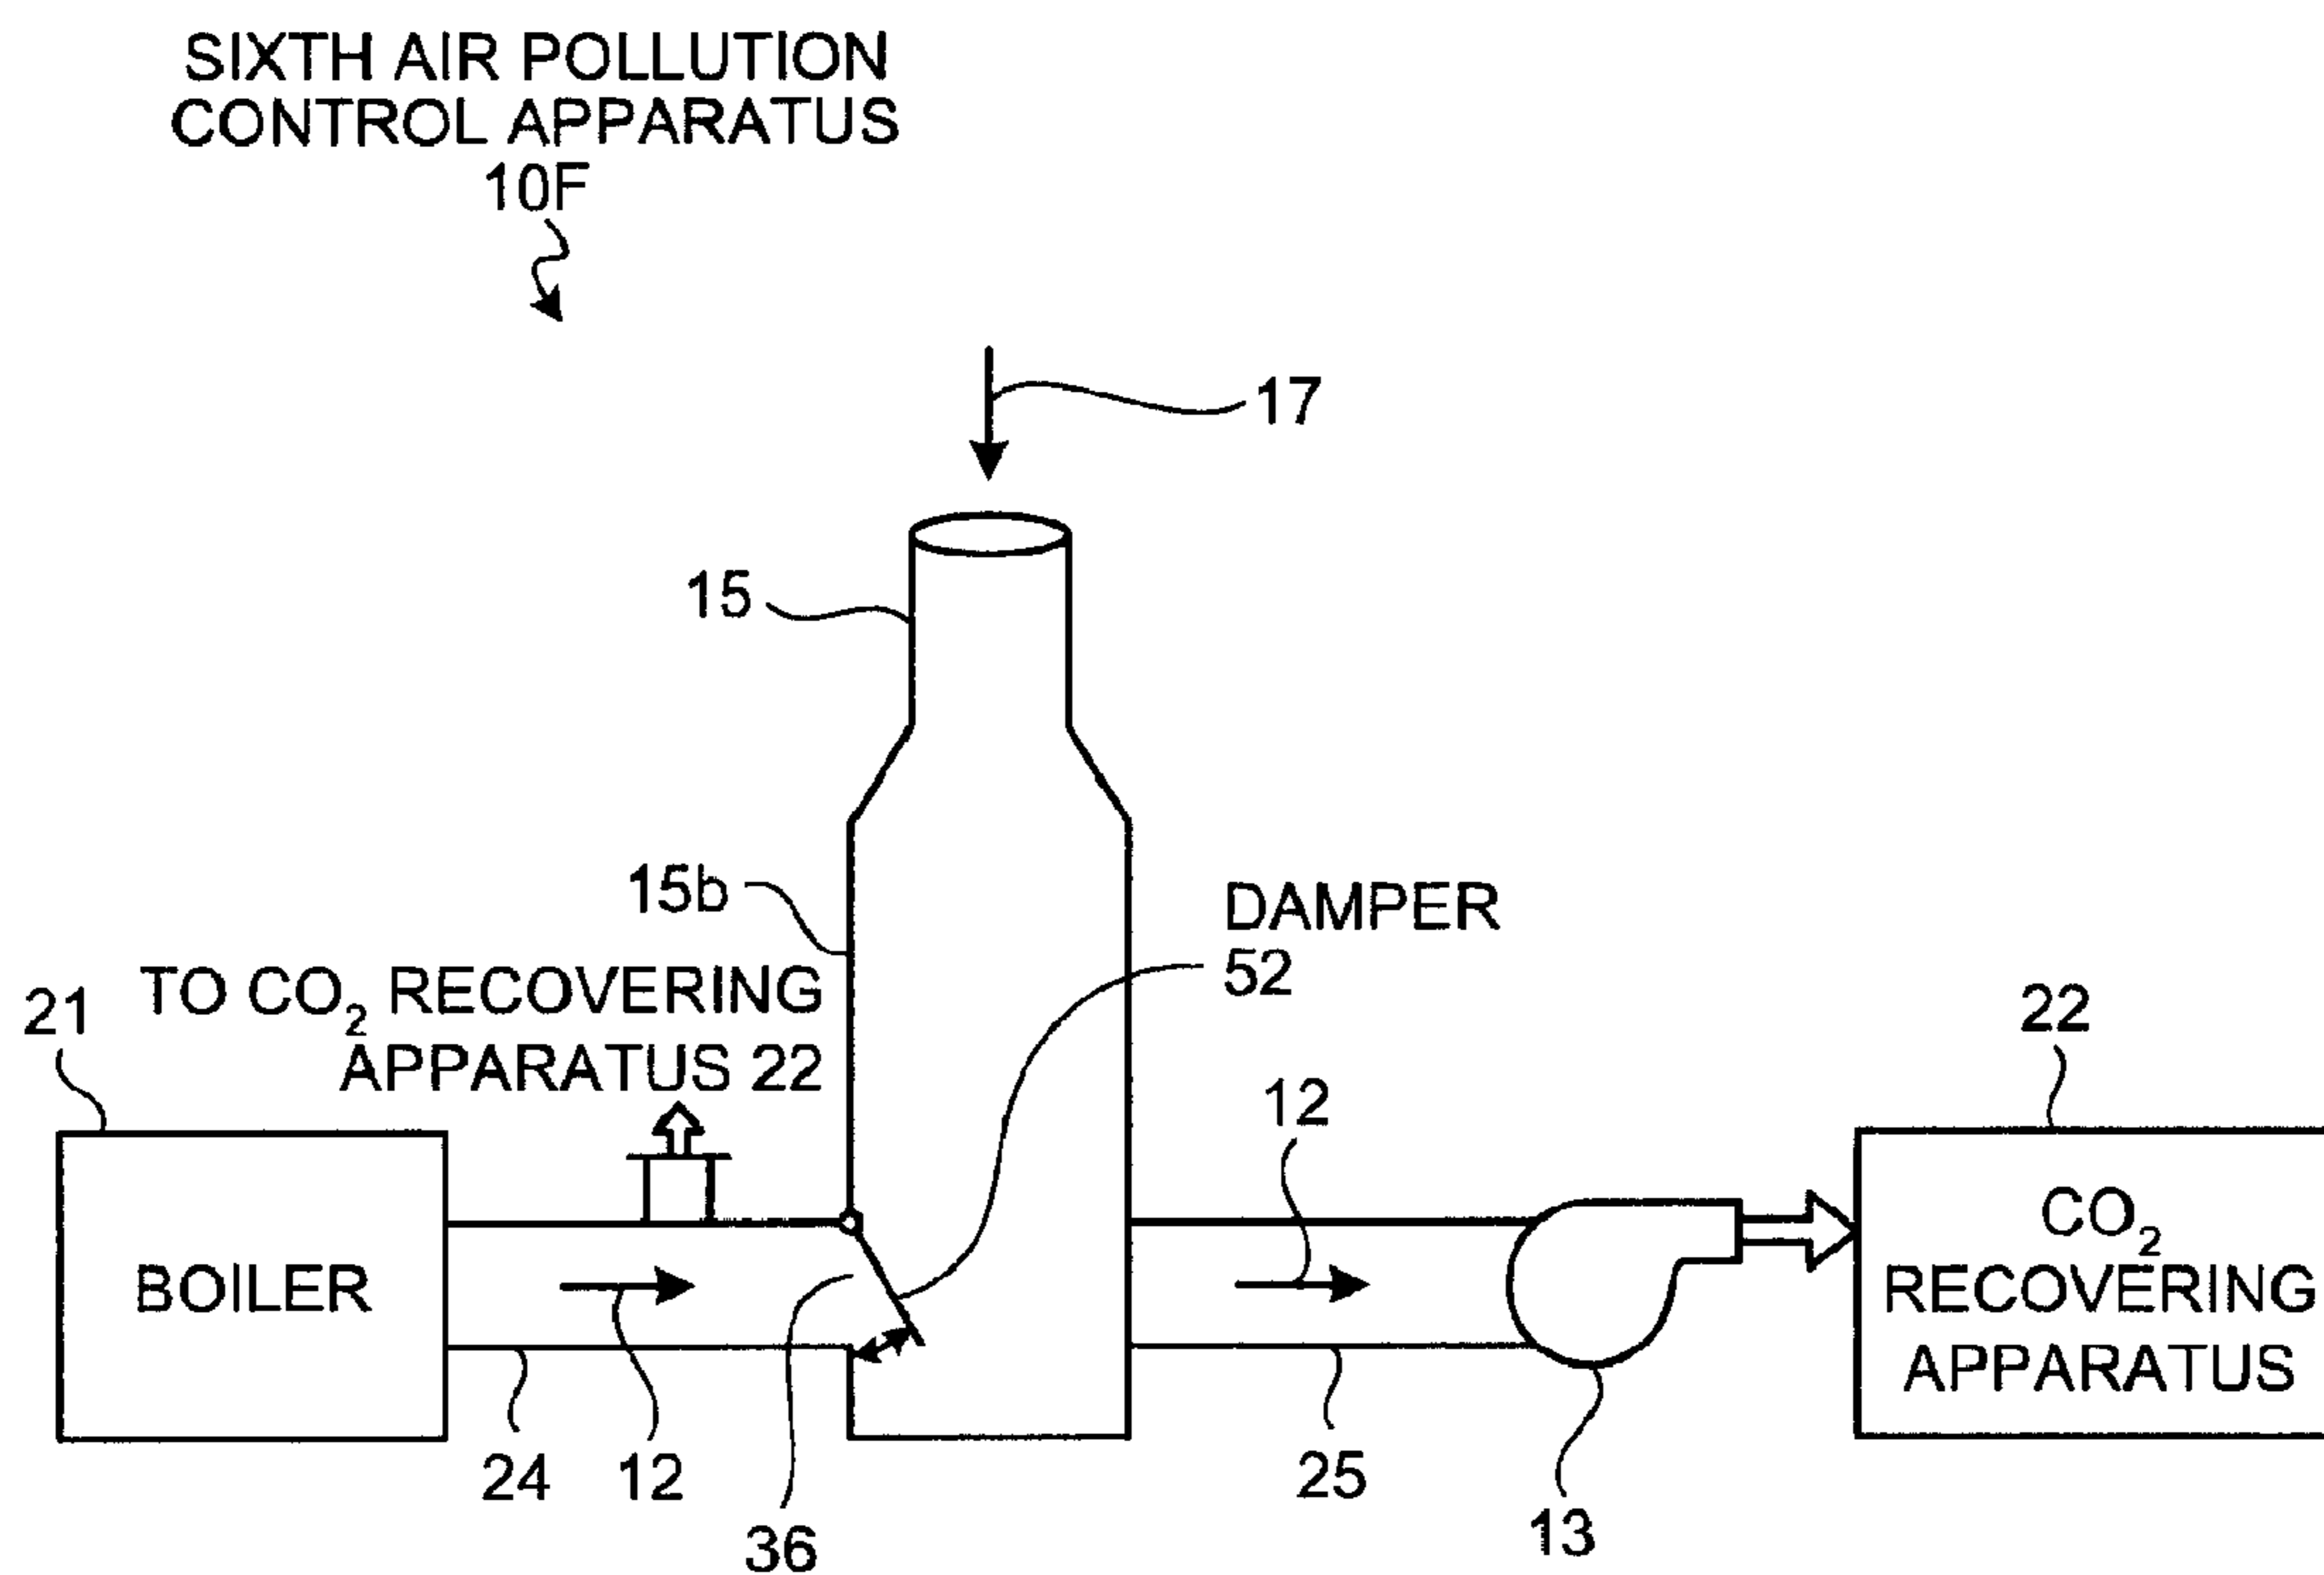 SIXTH AIR POLLUTION
CONTROL APPARATUS
10F
17
15
15b
DAMPER
52
21
TO CO₂ RECOVERING
APPARATUS 22
22
12
BOILER
CO₂
RECOVERING
APPARATUS
24
12
36
25
13